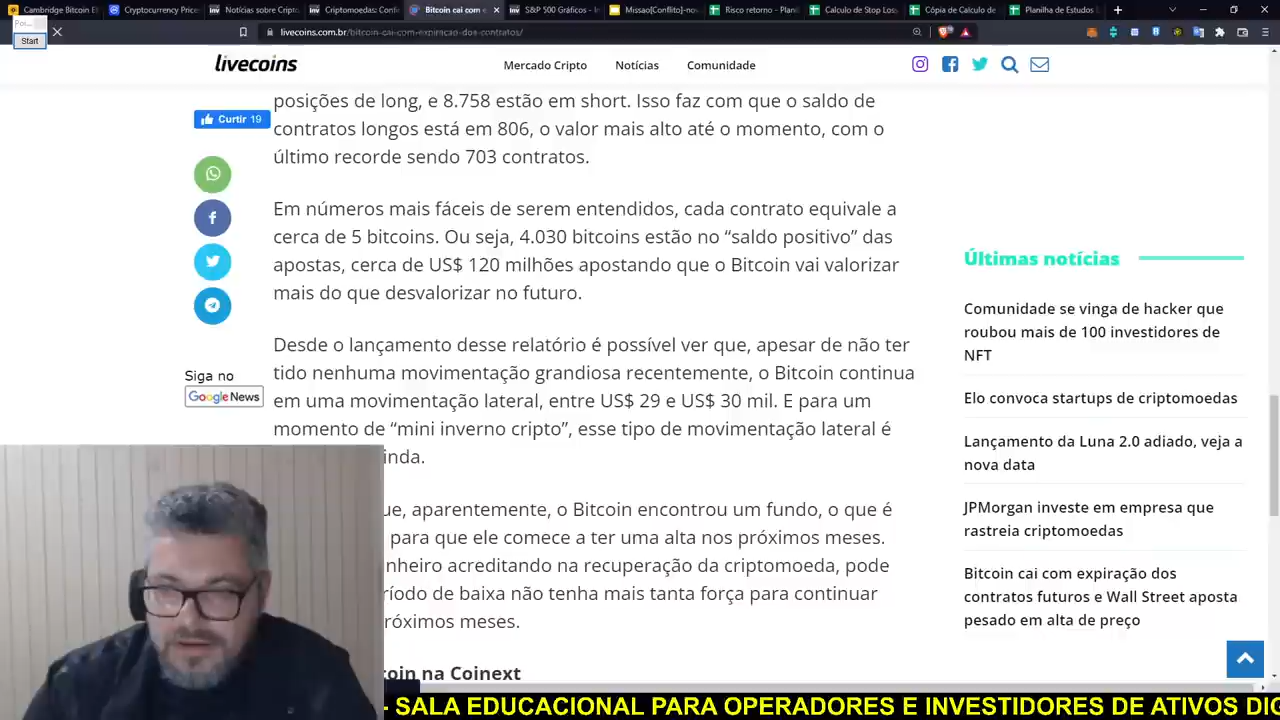 Cambridge Bitcoin El
Cryptocurrency Prices
Notícias sobre Cripto
Criptomoedas: Confi
Bitcoin cai com e
S&P 500 Gráficos - In
Missao[Conflito]-nov
Risco retorno - Planil
Calculo de Stop Loss
Cópia de Calculo de
Planilha de Estudos I
Poi...
Start
livecoins.com.br/bitcoin-cai-com-expiracao-dos-contratos/
livecoins
Mercado Cripto
Notícias
Comunidade
posições de long, e 8.758 estão em short. Isso faz com que o saldo de
contratos longos está em 806, o valor mais alto até o momento, com o
último recorde sendo 703 contratos.
Curtir 19
Em números mais fáceis de serem entendidos, cada contrato equivale a
cerca de 5 bitcoins. Ou seja, 4.030 bitcoins estão no “saldo positivo” das
apostas, cerca de US$ 120 milhões apostando que o Bitcoin vai valorizar
mais do que desvalorizar no futuro.
Desde o lançamento desse relatório é possível ver que, apesar de não ter
tido nenhuma movimentação grandiosa recentemente, o Bitcoin continua
em uma movimentação lateral, entre US$ 29 e US$ 30 mil. E para um
momento de “mini inverno cripto”, esse tipo de movimentação lateral é
inda.
Siga no
Google News
ue, aparentemente, o Bitcoin encontrou um fundo, o que é
para que ele comece a ter uma alta nos próximos meses.
nheiro acreditando na recuperação da criptomoeda, pode
ríodo de baixa não tenha mais tanta força para continuar
róximos meses.
coin na Coinext
Últimas notícias
Comunidade se vinga de hacker que
roubou mais de 100 investidores de
NFT
Elo convoca startups de criptomoedas
Lançamento da Luna 2.0 adiado, veja a
nova data
JPMorgan investe em empresa que
rastreia criptomoedas
Bitcoin cai com expiração dos
contratos futuros e Wall Street aposta
pesado em alta de preço
- SALA EDUCACIONAL PARA OPERADORES E INVESTIDORES DE ATIVOS DIG